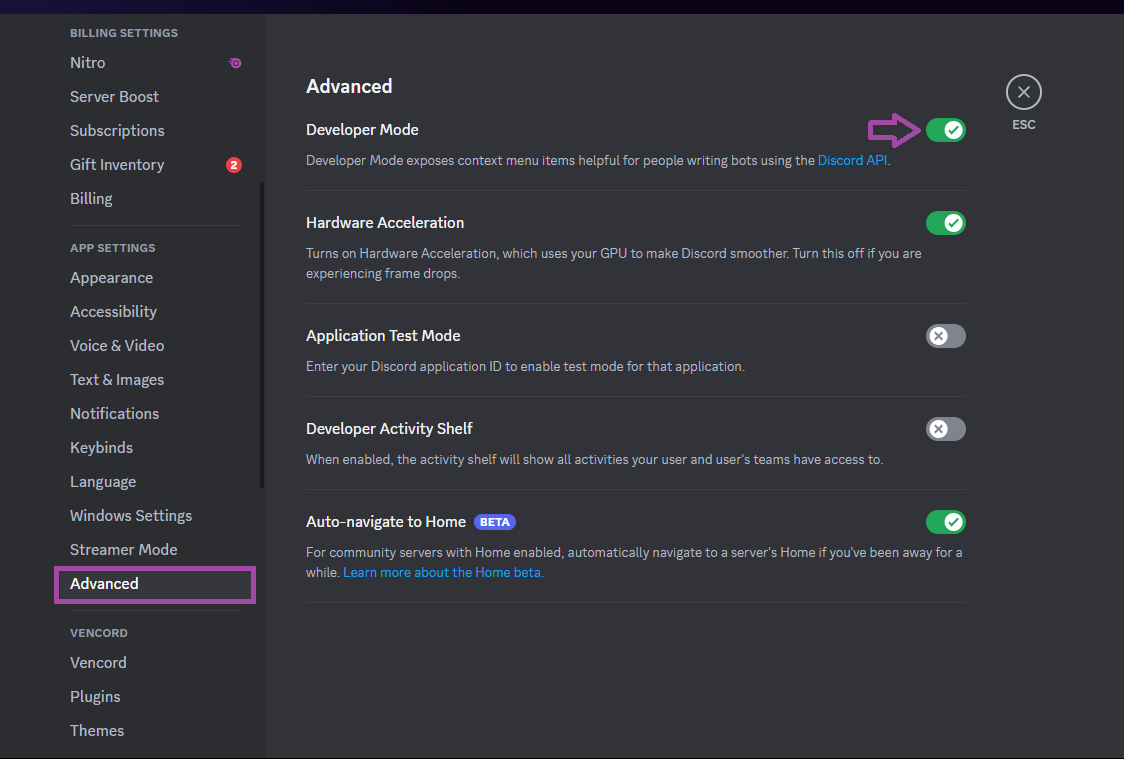 BILLING SETTINGS
Nitro
Server Boost
Subscriptions
Gift Inventory 2
Billing
APP SETTINGS
Appearance
Accessibility
Voice & Video
Text & Images
Notifications
Keybinds
Language
Windows Settings
Streamer Mode
Advanced
VENCORD
Vencord
Plugins
Themes
Advanced
Developer Mode
Developer Mode exposes context menu items helpful for people writing bots using the Discord API.
Hardware Acceleration
Turns on Hardware Acceleration, which uses your GPU to make Discord smoother. Turn this off if you are
experiencing frame drops.
Application Test Mode
Enter your Discord application ID to enable test mode for that application.
Developer Activity Shelf
When enabled, the activity shelf will show all activities your user and user's teams have access to.
Auto-navigate to Home BETA
For community servers with Home enabled, automatically navigate to a server's Home if you've been away for a
while. Learn more about the Home beta.
ESC